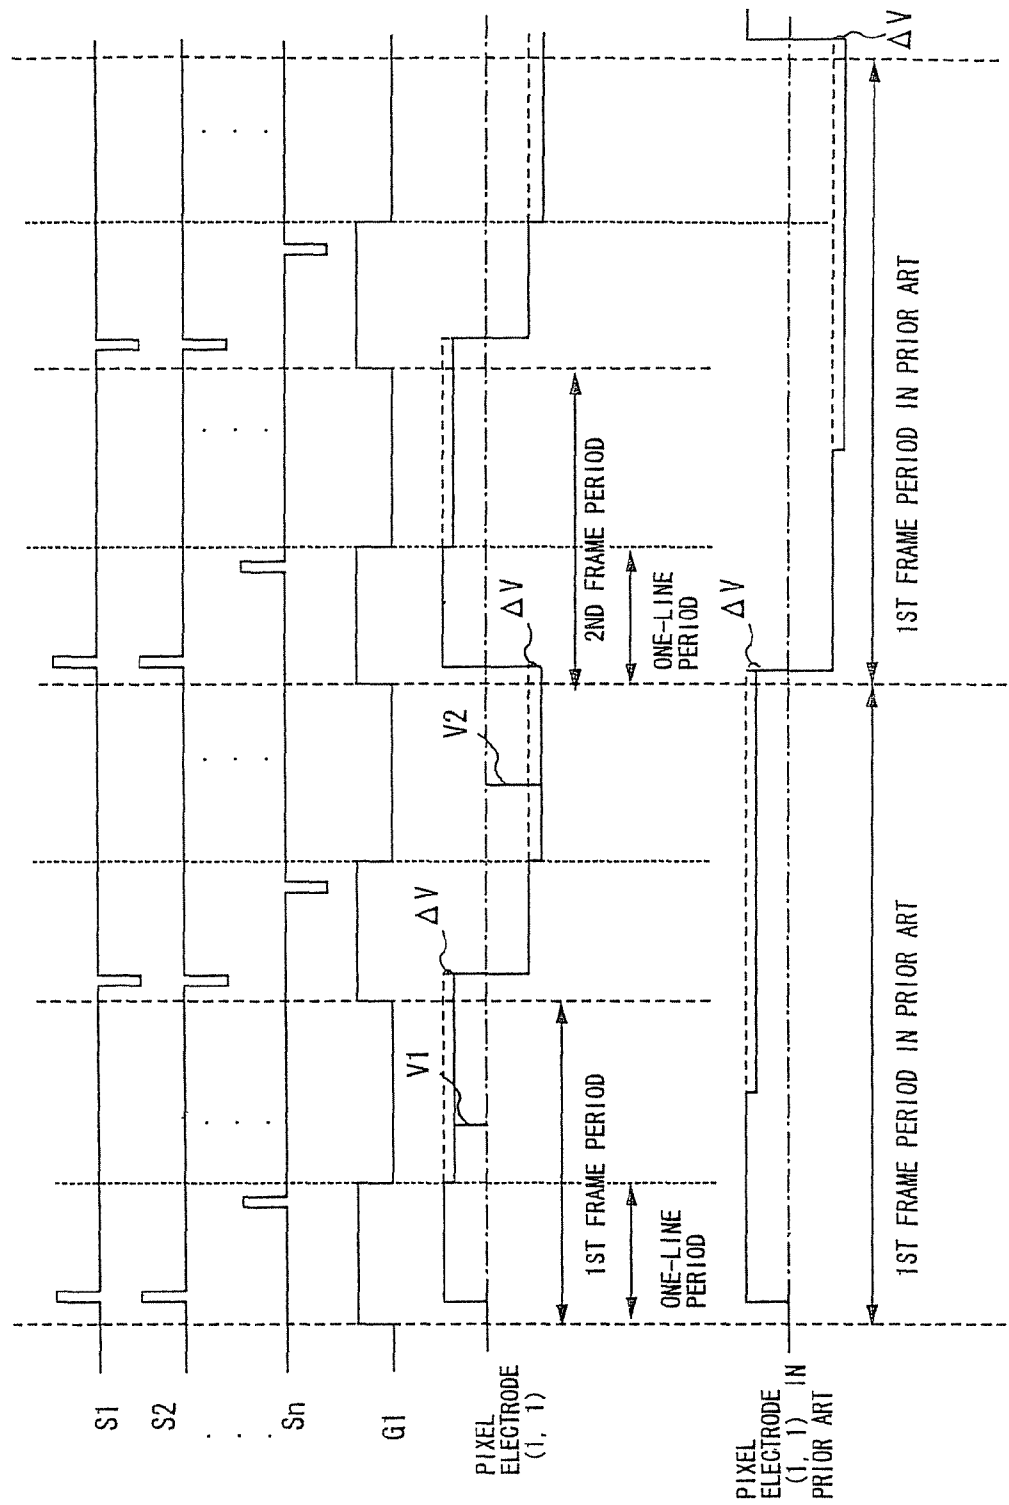 S1
S2
. . .
Sn
G1
PIXEL
ELECTRODE
(1, 1)
PIXEL
ELECTRODE
(1, 1) IN
PRIOR ART
. . .
. . .
. . .
. . .
V1
ΔV
V2
ΔV
1ST FRAME PERIOD
2ND FRAME PERIOD
ONE-LINE
PERIOD
ONE-LINE
PERIOD
ΔV
ΔV
1ST FRAME PERIOD IN PRIOR ART
1ST FRAME PERIOD IN PRIOR ART